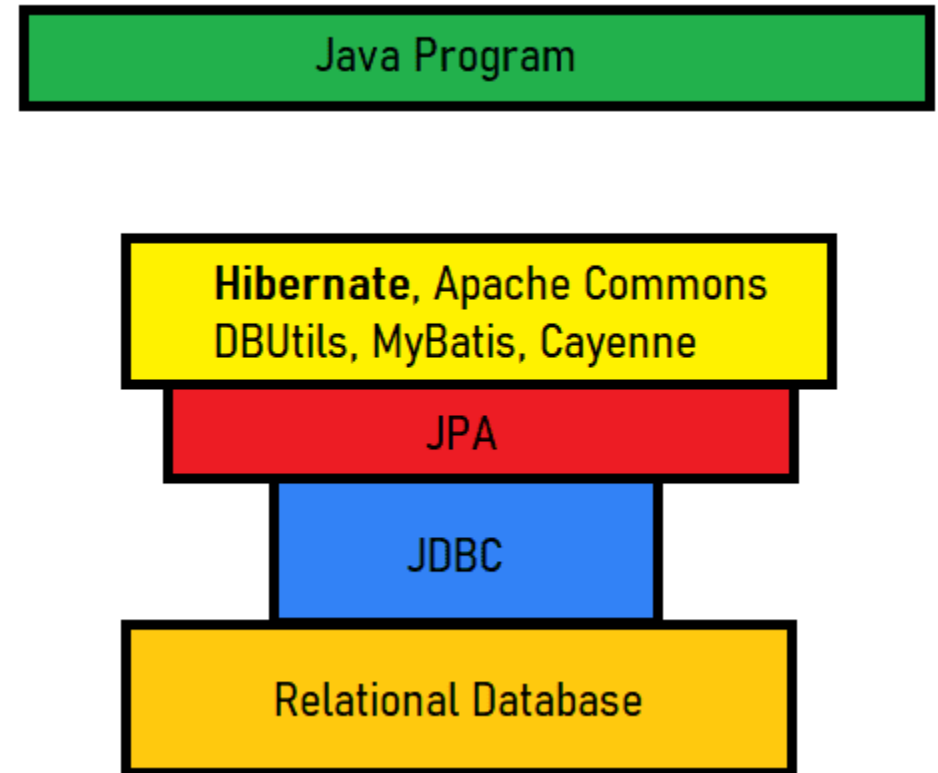 Java Program
Hibernate, Apache Commons
DBUtils, MyBatis, Cayenne
JPA
JDBC
Relational Database